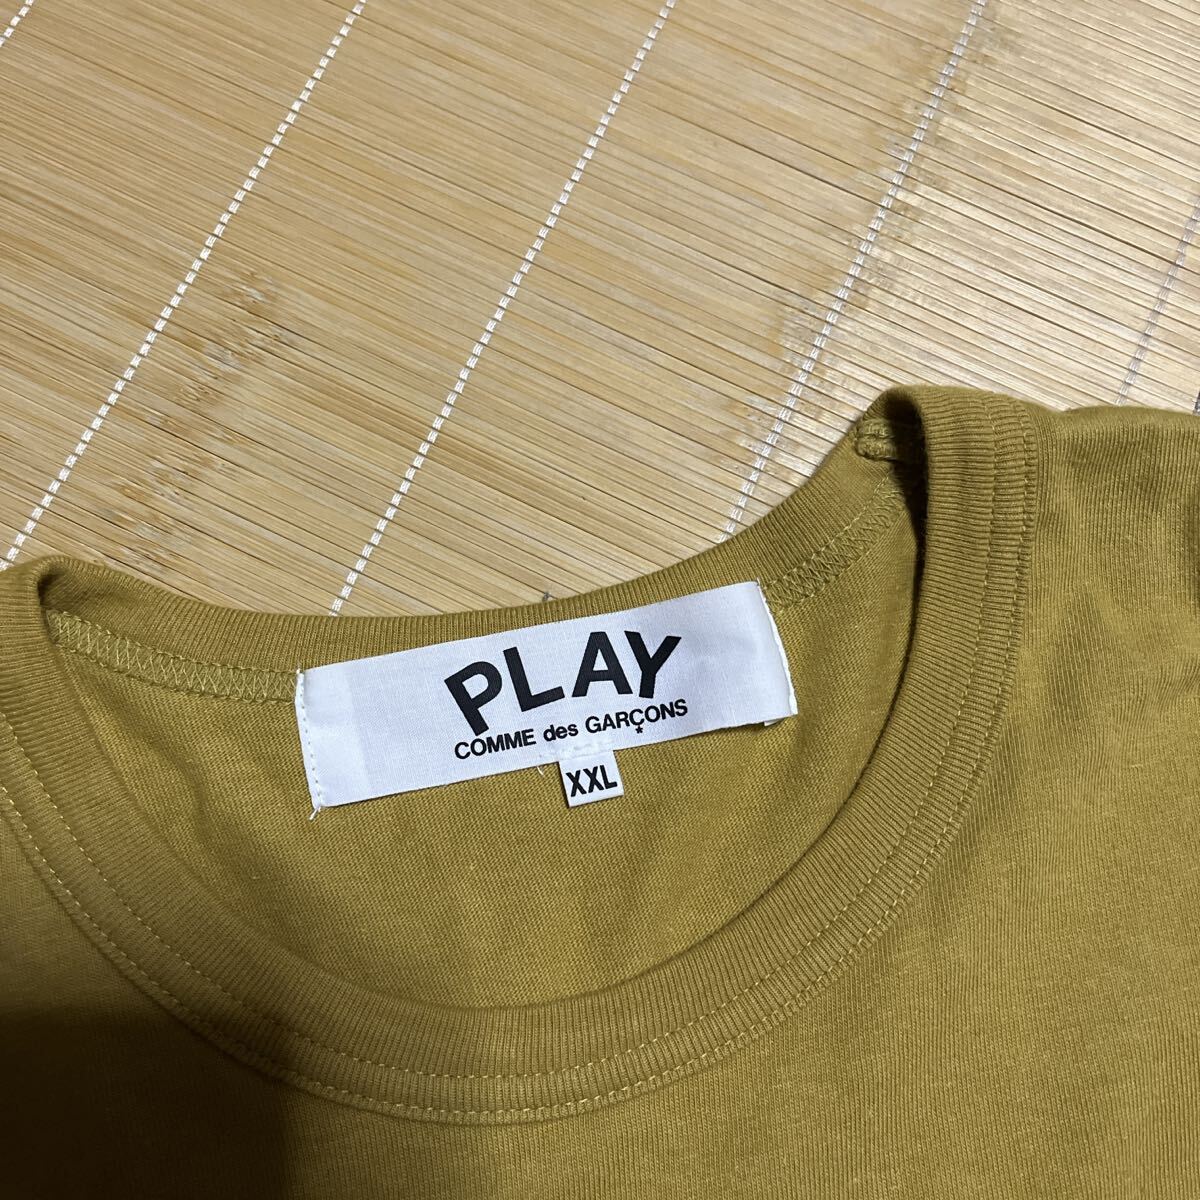 PLAY
COMME des GARÇONS
*
XXL